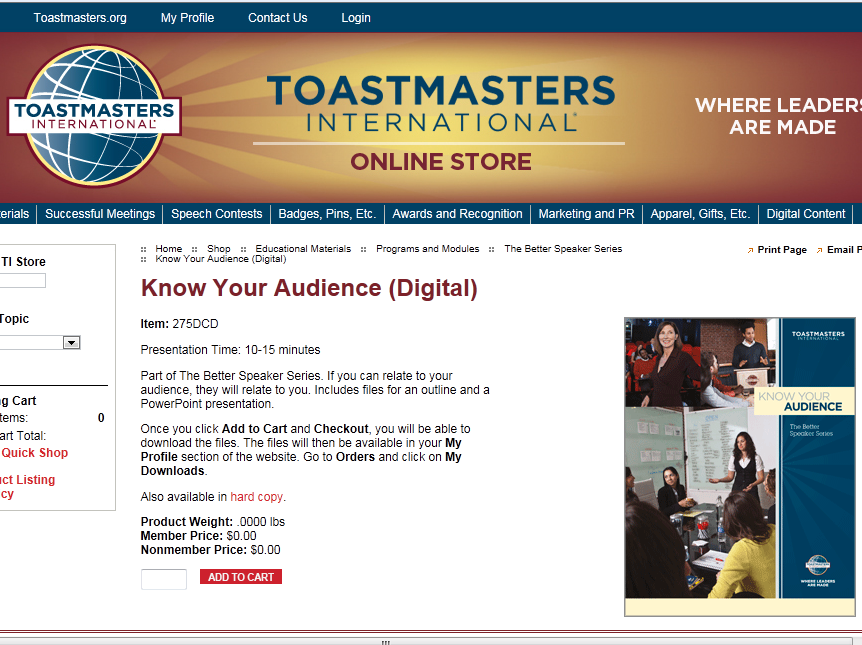 Toastmasters.org My Profile Contact Us Login
TOASTMASTERS
INTERNATIONAL
TOASTMASTERS
INTERNATIONAL
ONLINE STORE
WHERE LEADERS
ARE MADE
erials Successful Meetings Speech Contests Badges, Pins, Etc. Awards and Recognition Marketing and PR Apparel, Gifts, Etc. Digital Content
TI Store
Topic
ng Cart
tems: 0
art Total:
Quick Shop
uct Listing
cy
:: Home :: Shop :: Educational Materials :: Programs and Modules :: The Better Speaker Series
:: Know Your Audience (Digital)
Print Page Email P
Know Your Audience (Digital)
Item: 275DCD
Presentation Time: 10-15 minutes
Part of The Better Speaker Series. If you can relate to your
audience, they will relate to you. Includes files for an outline and a
PowerPoint presentation.
Once you click Add to Cart and Checkout, you will be able to
download the files. The files will then be available in your My
Profile section of the website. Go to Orders and click on My
Downloads.
Also available in hard copy.
Product Weight: .0000 lbs
Member Price: $0.00
Nonmember Price: $0.00
ADD TO CART
TOASTMASTERS
INTERNATIONAL
KNOW YOUR
AUDIENCE
The Better
Speaker Series
WHERE LEADERS
ARE MADE